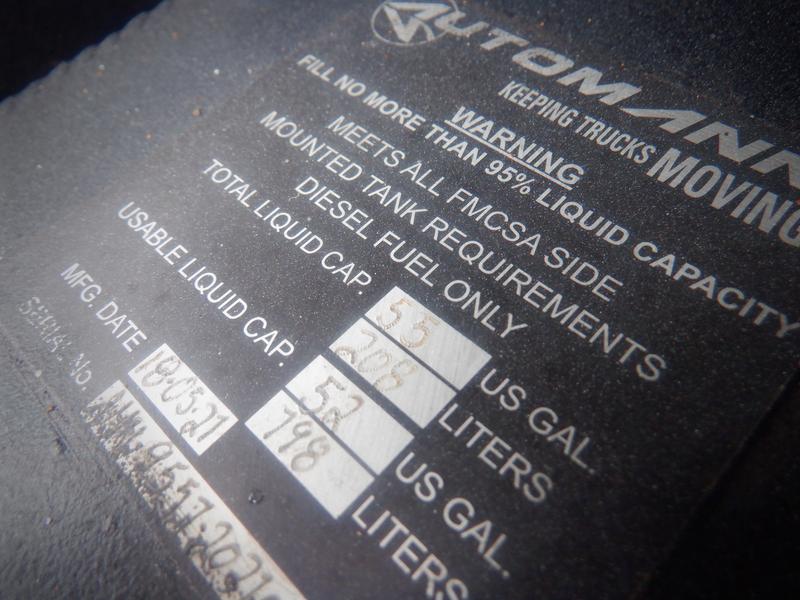 AUTOMANN
KEEPING TRUCKS MOVING
WARNING
FILL NO MORE THAN 95% LIQUID CAPACITY
MEETS ALL FMCSA SIDE
MOUNTED TANK REQUIREMENTS
DIESEL FUEL ONLY
TOTAL LIQUID CAP. 55 US GAL.
208 LITERS
USABLE LIQUID CAP. 52 US GAL.
198 LITERS
MFG DATE 18·05·21
SERIAL NO.